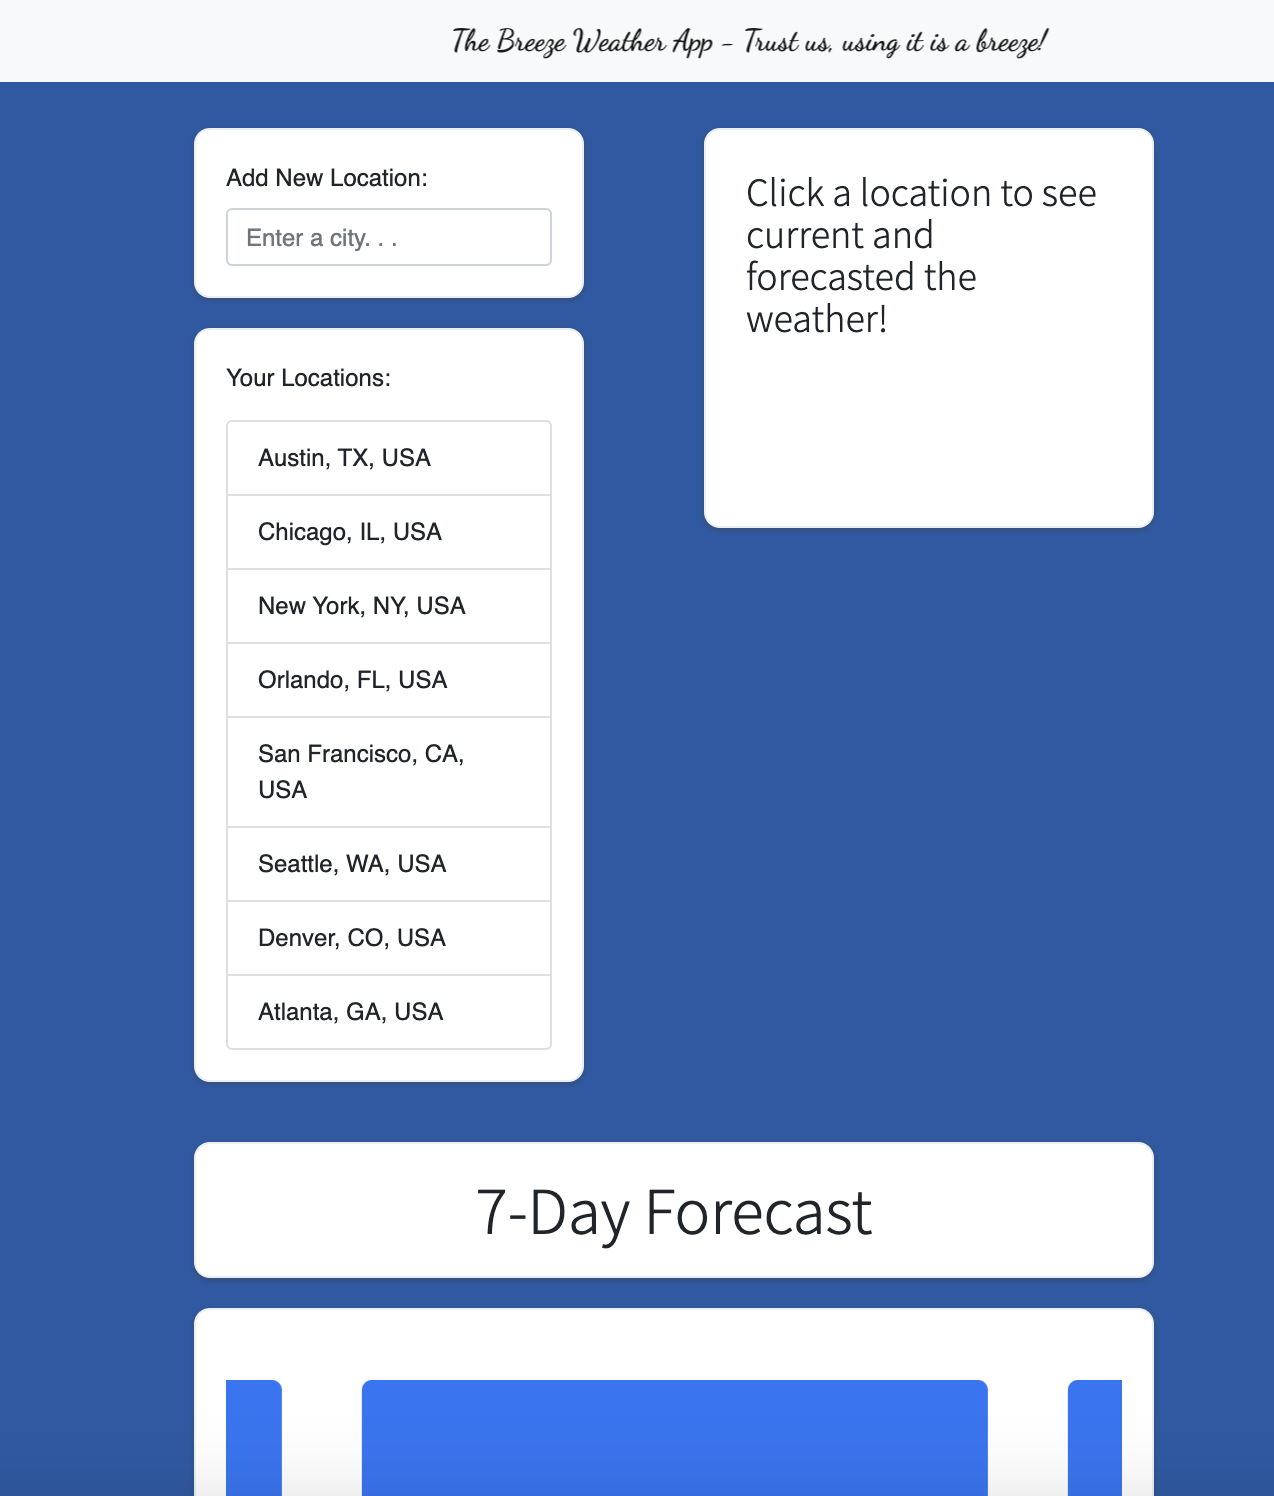 The Breeze Weather App - Trust us, using it is a breeze!
Add New Location:
Enter a city. . .
Your Locations:
Austin, TX, USA
Chicago, IL, USA
New York, NY, USA
Orlando, FL, USA
San Francisco, CA,
USA
Seattle, WA, USA
Denver, CO, USA
Atlanta, GA, USA
Click a location to see
current and
forecasted the
weather!
7-Day Forecast